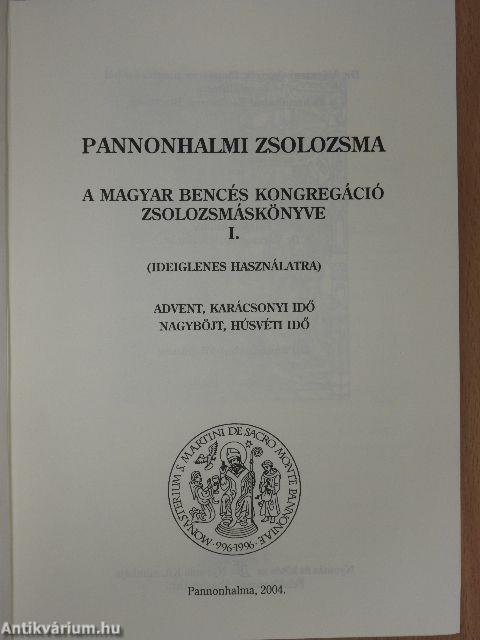 PANNONHALMI ZSOLOZSMA
A MAGYAR BENCÉS KONGREGÁCIÓ
ZSOLOZSMÁSKÖNYVE
I.
(IDEIGLENES HASZNÁLATRA)
ADVENT, KARÁCSONYI IDŐ
NAGYBÖJT, HÚSVÉTI IDŐ
MONASTERIUM S. MARTINI DE SACRO MONTE PANNONIAE
·996-1996·
Pannonhalma, 2004.
Antikvárium.hu